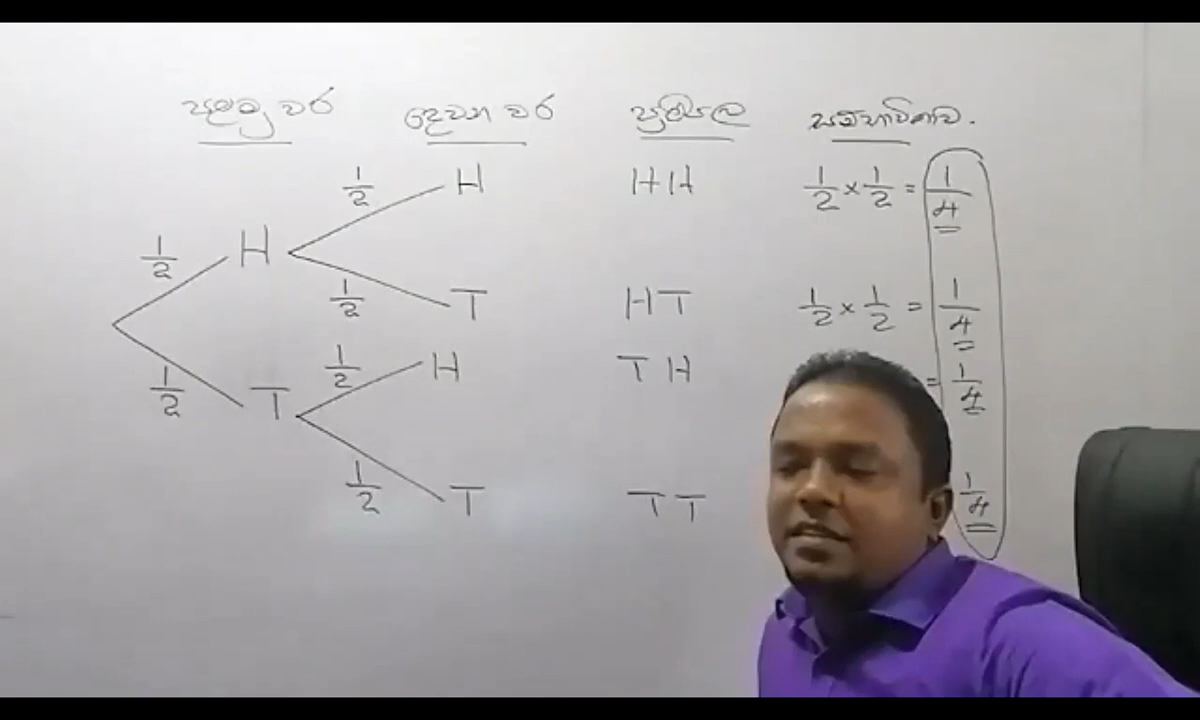 පළමු වර දෙවන වර ප්‍රතිඵල සම්භාවිතාව.
1/2 H HH 1/2 × 1/2 = 1/4
1/2 H
1/2 T HT 1/2 × 1/2 = 1/4
1/2 H TH = 1/4
1/2 T
1/2 T TT 1/4